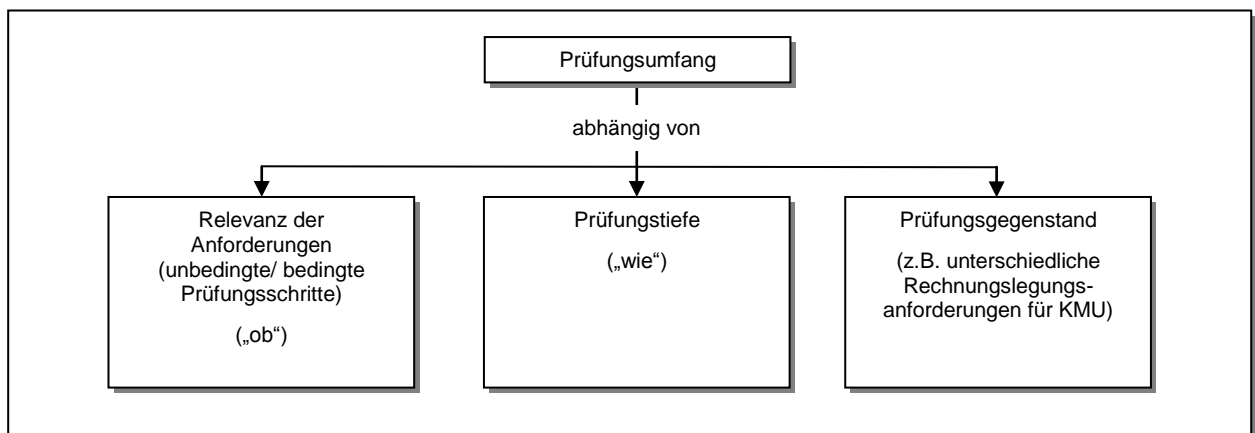 Prüfungsumfang
abhängig von
Relevanz der
Anforderungen
(unbedingte/ bedingte
Prüfungsschritte)
(„ob“)
Prüfungstiefe
(„wie“)
Prüfungsgegenstand
(z.B. unterschiedliche
Rechnungslegungs-
anforderungen für KMU)